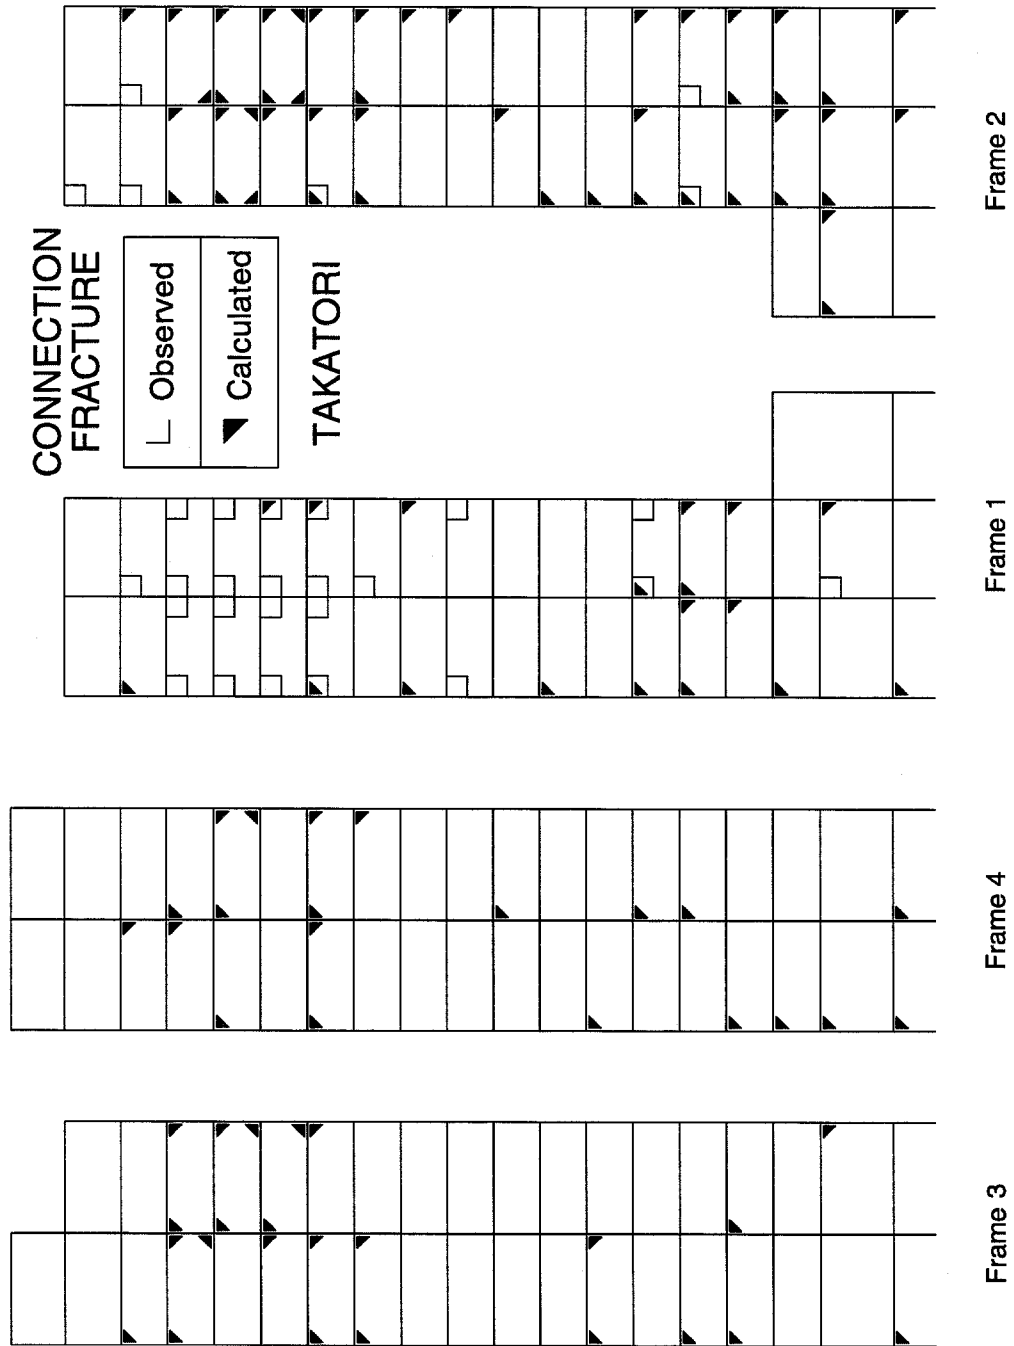 CONNECTION
FRACTURE
Observed
Calculated
TAKATORI
Frame 3
Frame 4
Frame 1
Frame 2